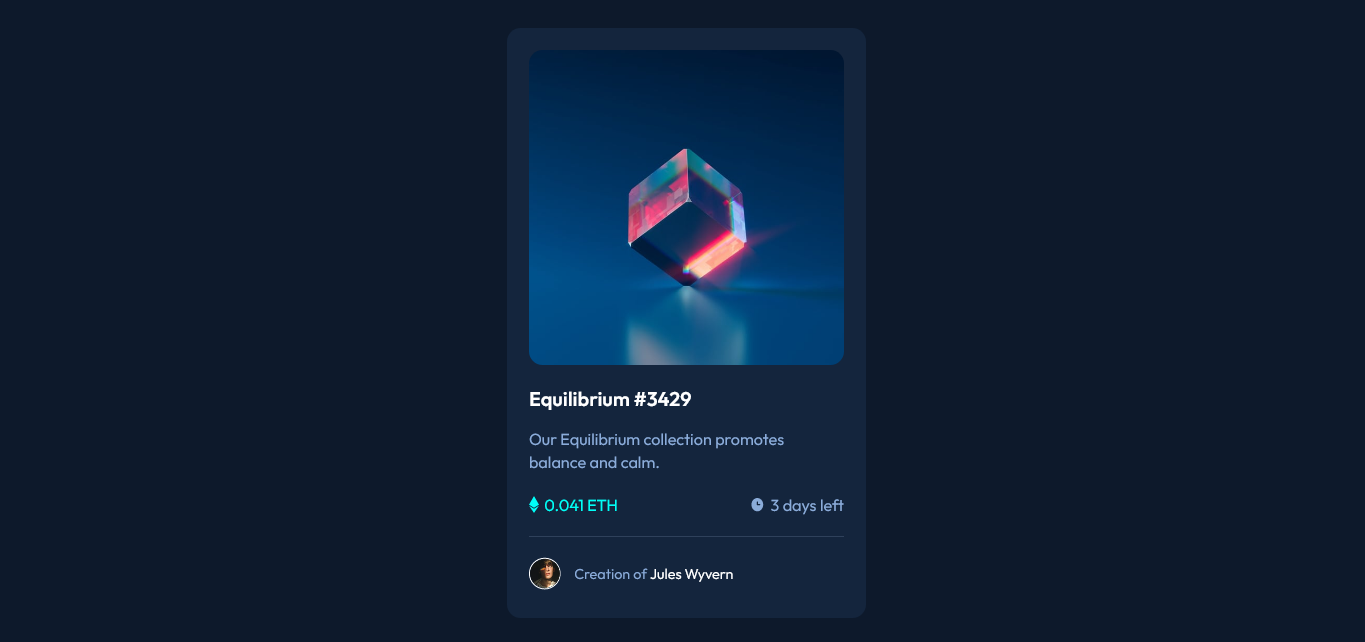 Equilibrium #3429
Our Equilibrium collection promotes
balance and calm.
0.041 ETH
3 days left
Creation of Jules Wyvern